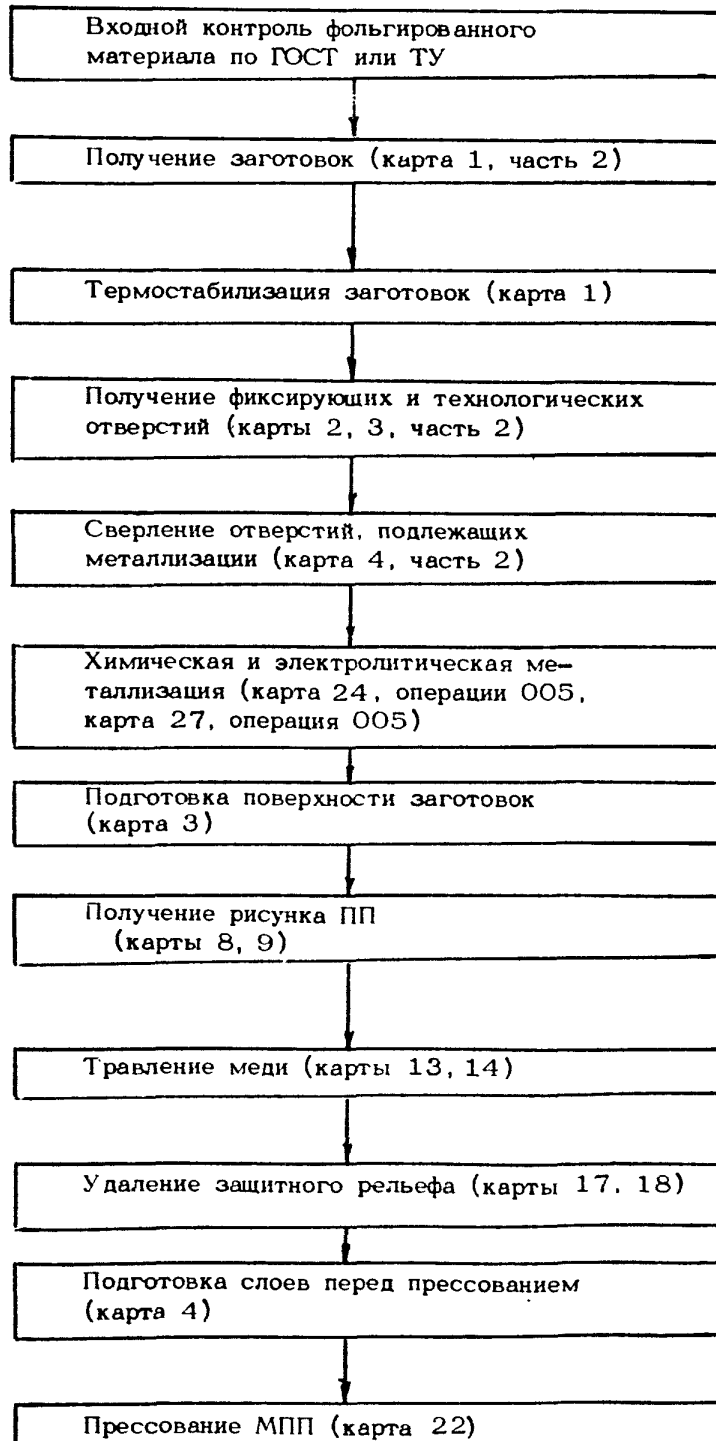 Входной контроль фольгированного
материала по ГОСТ или ТУ
Получение заготовок (карта 1, часть 2)
Термостабилизация заготовок (карта 1)
Получение фиксирующих и технологических
отверстий (карты 2, 3, часть 2)
Сверление отверстий, подлежащих
металлизации (карта 4, часть 2)
Химическая и электролитическая ме-
таллизация (карта 24, операции 005,
карта 27, операция 005)
Подготовка поверхности заготовок
(карта 3)
Получение рисунка ПП
(карты 8, 9)
Травление меди (карты 13, 14)
Удаление защитного рельефа (карты 17, 18)
Подготовка слоев перед прессованием
(карта 4)
Прессование МПП (карта 22)